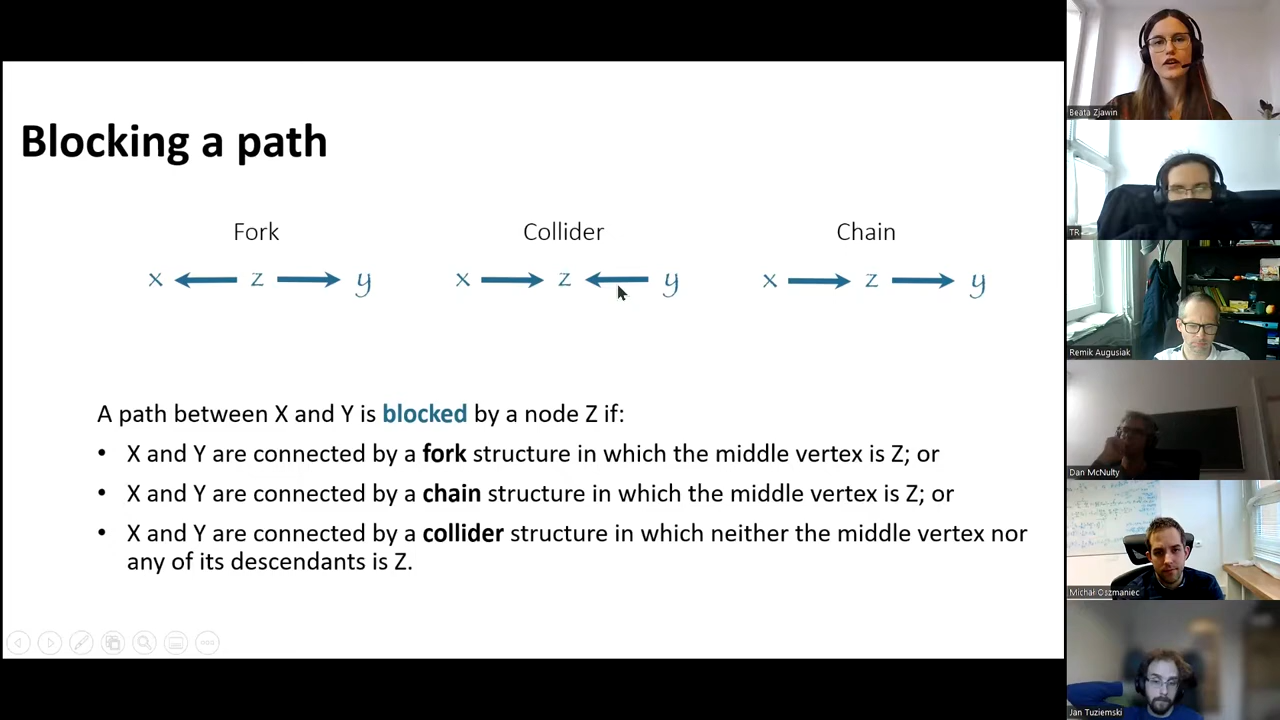 Blocking a path
Fork
Collider
Chain
x z y
x z y
x z y
A path between X and Y is blocked by a node Z if:
• X and Y are connected by a fork structure in which the middle vertex is Z; or
• X and Y are connected by a chain structure in which the middle vertex is Z; or
• X and Y are connected by a collider structure in which neither the middle vertex nor
any of its descendants is Z.
Beata Zjawin
TR
Remik Augusiak
Dan McNulty
Michał Oszmaniec
Jan Tuziemski